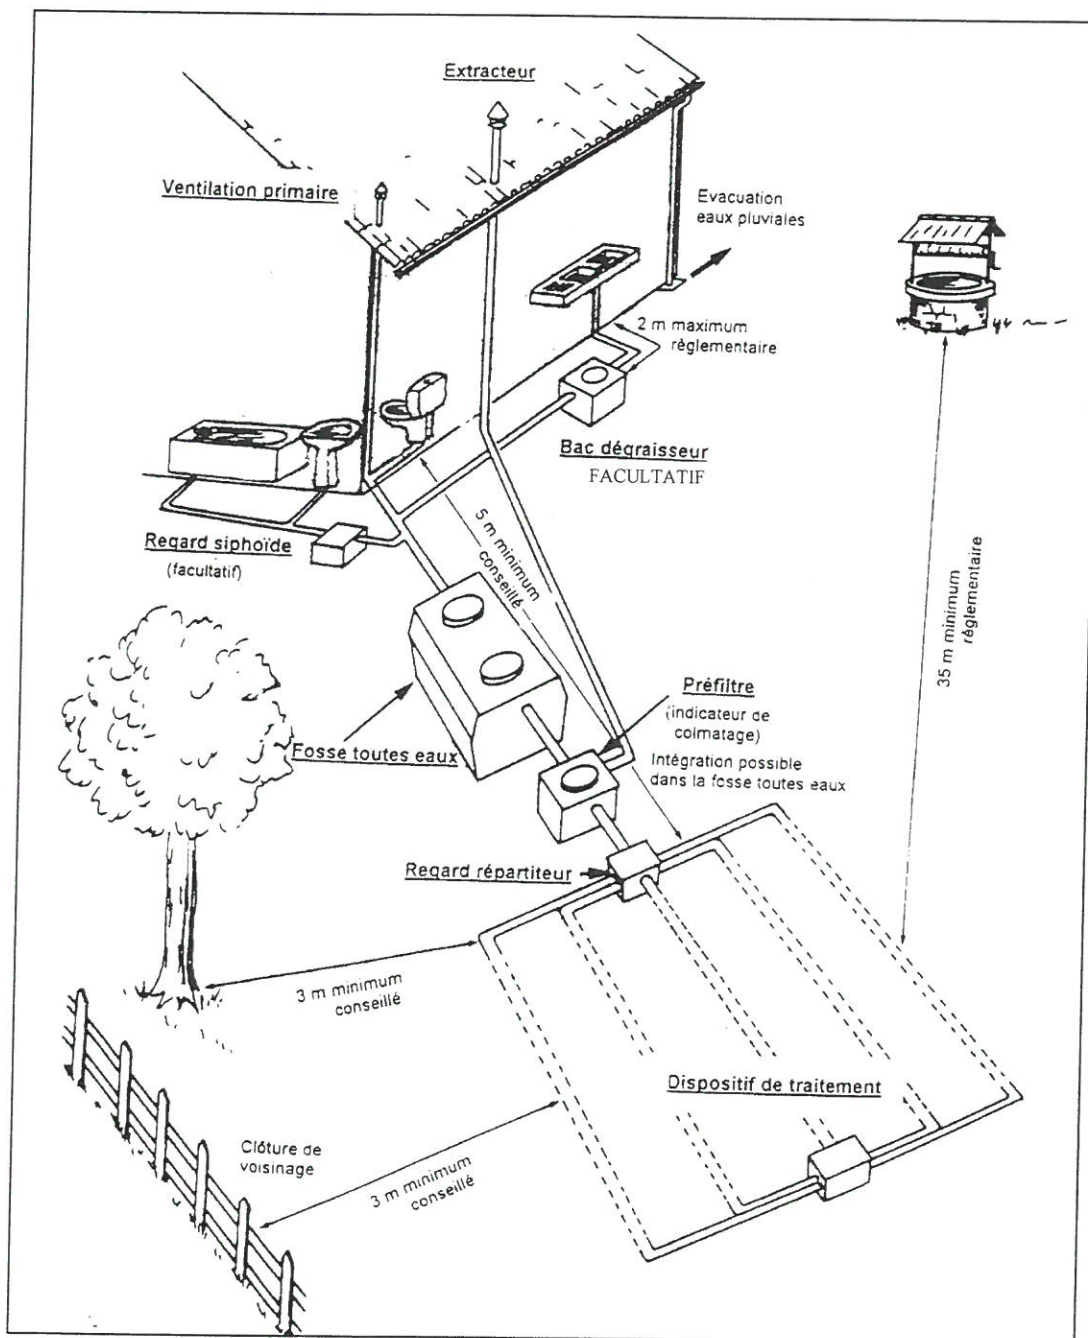 Extracteur
Ventilation primaire
Evacuation
eaux pluviales
2 m maximum
règlementaire
Bac dégraisseur
FACULTATIF
Regard siphoïde
(facultatif)
5 m minimum
conseillé
35 m minimum
réglementaire
Préfiltre
(indicateur de
colmatage)
Intégration possible
dans la fosse toutes eaux
Fosse toutes eaux
Regard répartiteur
3 m minimum
conseillé
Dispositif de traitement
Clôture de
voisinage
3 m minimum
conseillé